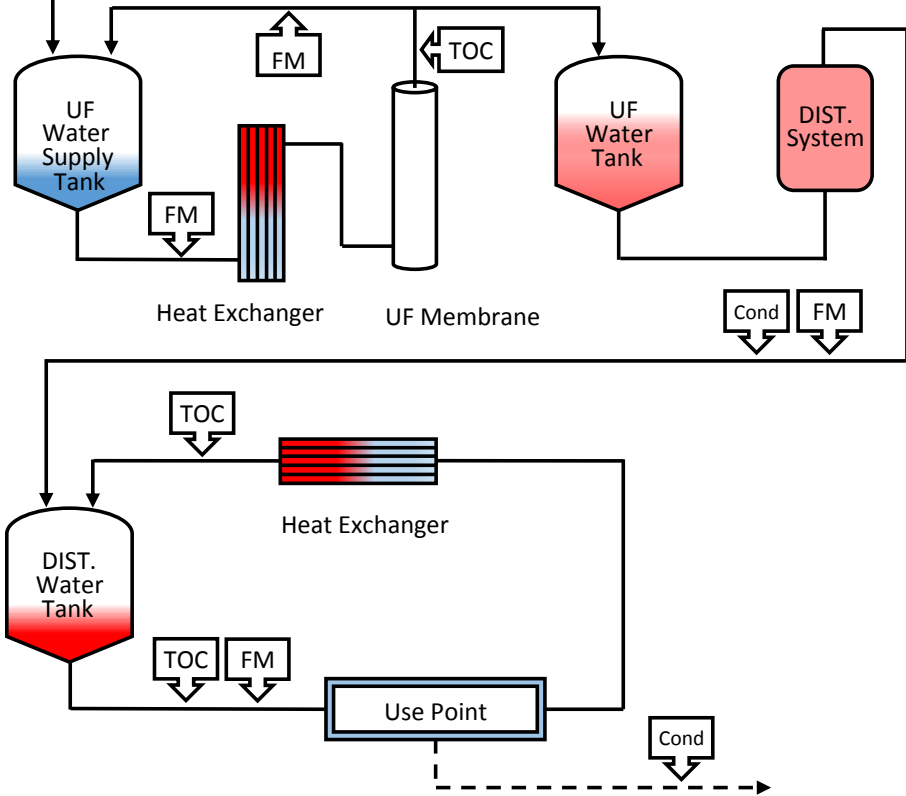 FM
TOC
UF
Water
Supply
Tank
UF
Water
Tank
DIST.
System
FM
Heat Exchanger
UF Membrane
Cond
FM
TOC
Heat Exchanger
DIST.
Water
Tank
TOC
FM
Use Point
Cond